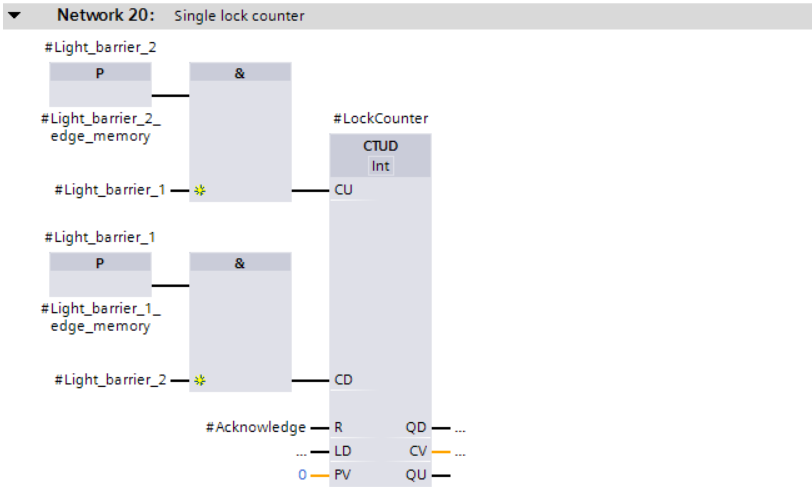 Network 20: Single lock counter
#Light_barrier_2
P
&
#Light_barrier_2_
edge_memory
#LockCounter
CTUD
Int
#Light_barrier_1
CU
#Light_barrier_1
P
&
#Light_barrier_1_
edge_memory
#Light_barrier_2
CD
#Acknowledge R QD ...
... LD CV ...
0 PV QU